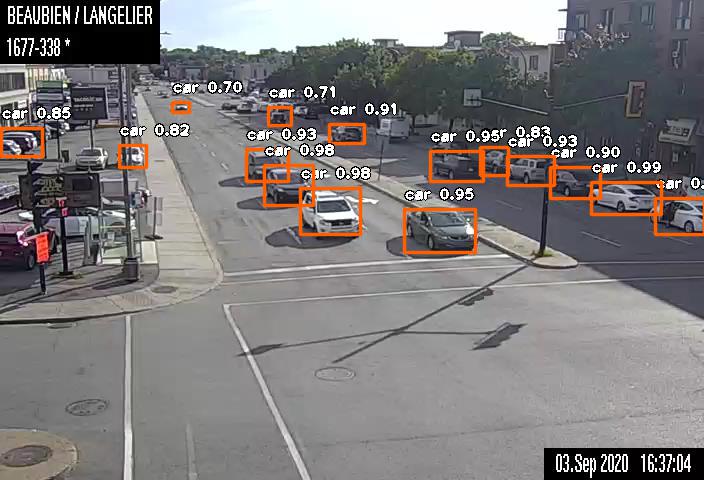 BEAUBIEN / LANGELIER
1677-338 *
car 0.70
car 0.71
car 0.85
car 0.91
car 0.82
car 0.93
car 0.95
r 0.83
car 0.93
car 0.98
car 0.90
car 0.98
car 0.99
car 0.
car 0.95
03.Sep 2020 16:37:04